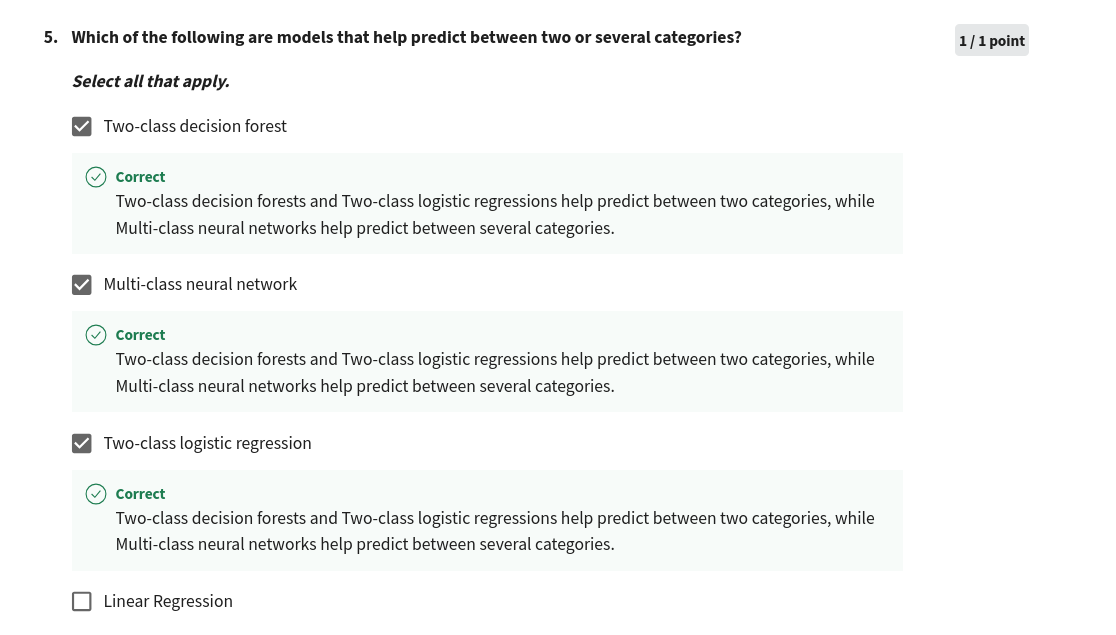 5. Which of the following are models that help predict between two or several categories?
1 / 1 point
Select all that apply.
Two-class decision forest
Correct
Two-class decision forests and Two-class logistic regressions help predict between two categories, while
Multi-class neural networks help predict between several categories.
Multi-class neural network
Correct
Two-class decision forests and Two-class logistic regressions help predict between two categories, while
Multi-class neural networks help predict between several categories.
Two-class logistic regression
Correct
Two-class decision forests and Two-class logistic regressions help predict between two categories, while
Multi-class neural networks help predict between several categories.
Linear Regression